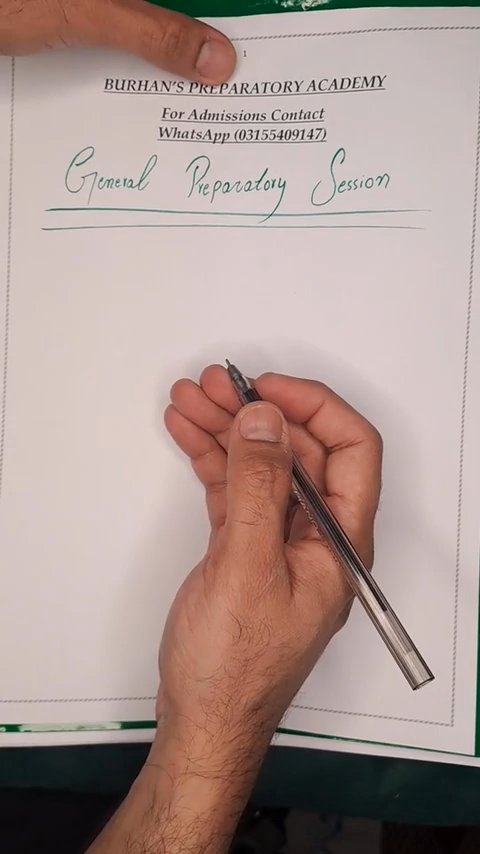 1
BURHAN'S PREPARATORY ACADEMY
For Admissions Contact
WhatsApp (03155409147)
General Preparatory Session